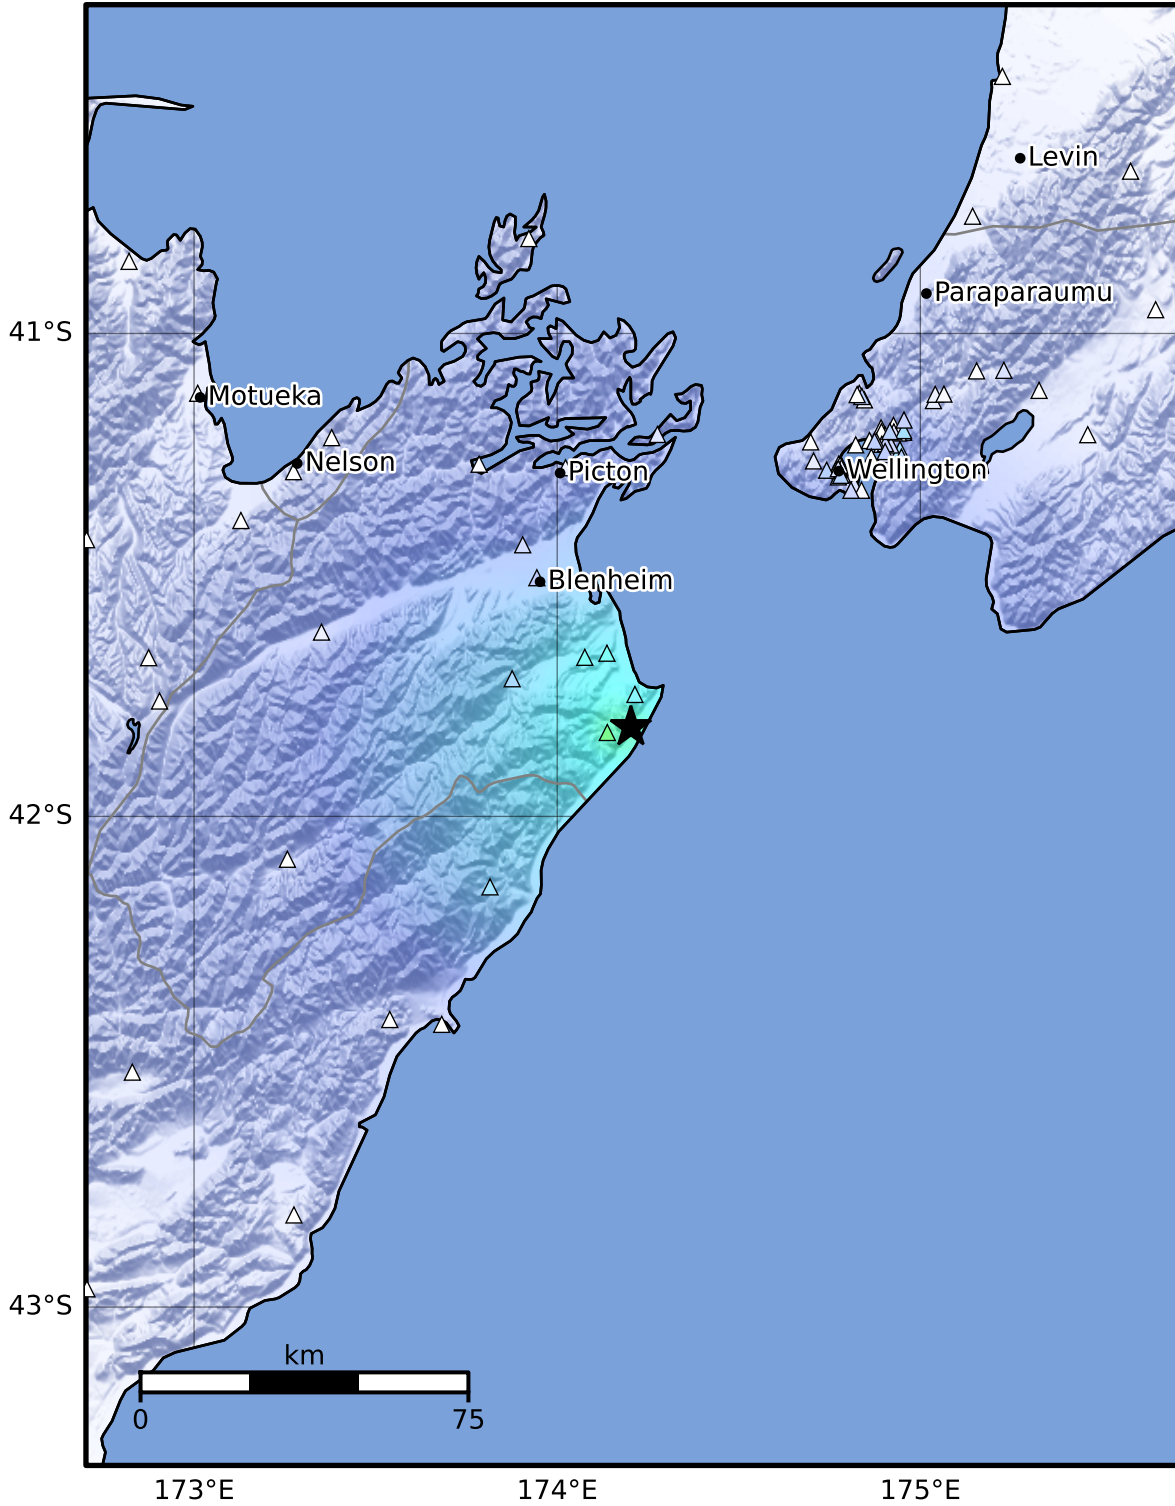 Levin
Paraparaumu
41°S
Motueka
Nelson
Picton
Wellington
Blenheim
42°S
43°S
km
0 75
173°E 174°E 175°E